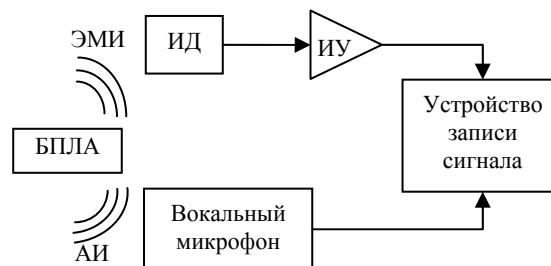 ЭМИ
ИД
ИУ
БПЛА
Устройство
записи
сигнала
АИ
Вокальный
микрофон